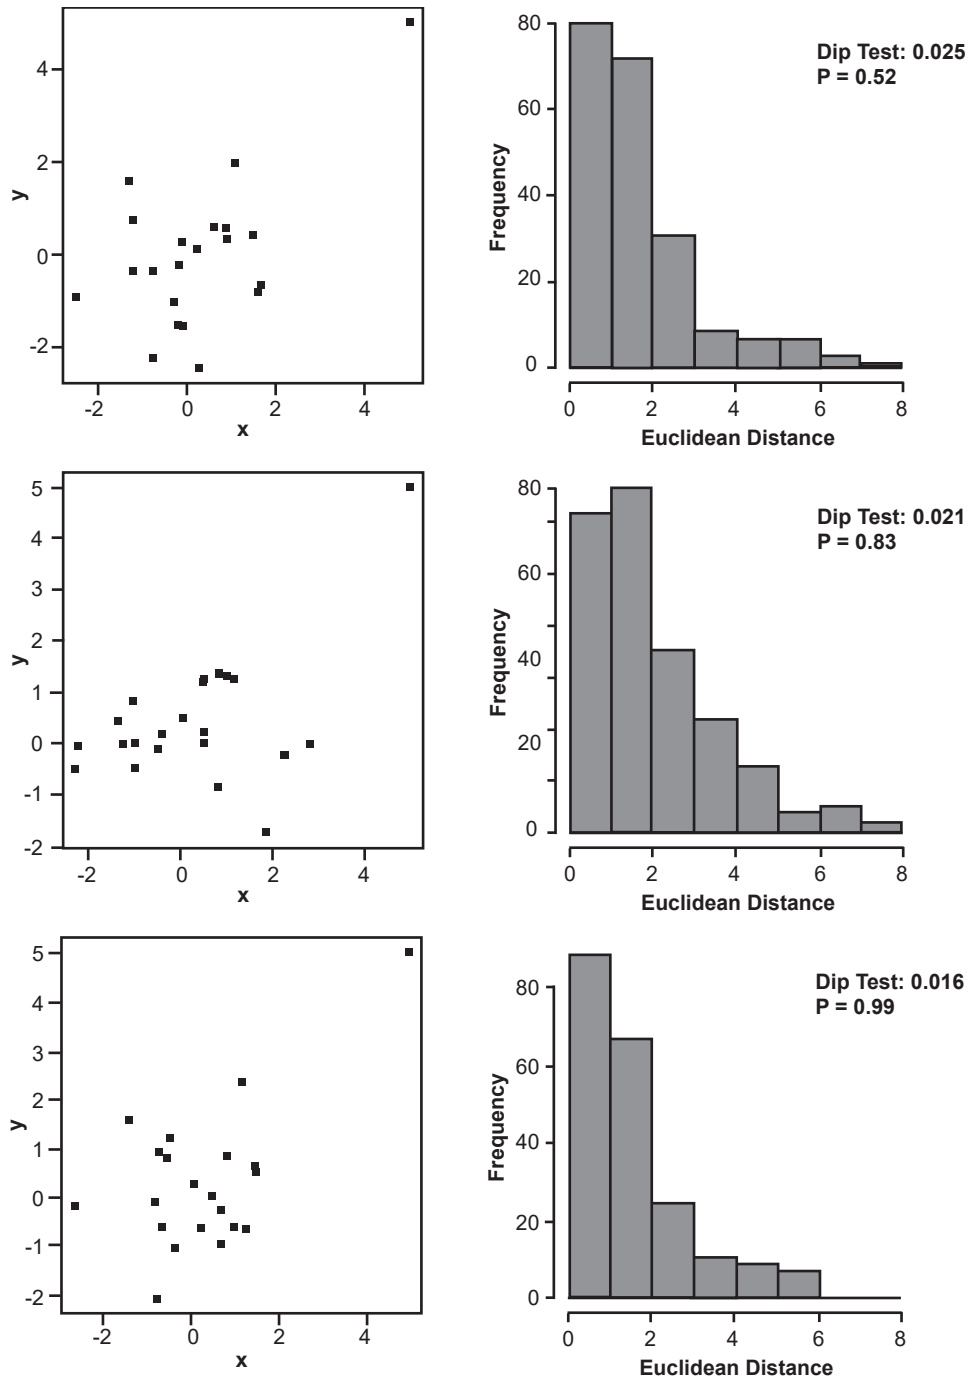 4
2
0
-2
y
-2 0 2 4
x
80
60
40
20
0
Frequency
0 2 4 6 8
Euclidean Distance
Dip Test: 0.025
P = 0.52
5
4
3
2
1
0
-1
-2
y
-2 0 2 4
x
80
60
40
20
0
Frequency
0 2 4 6 8
Euclidean Distance
Dip Test: 0.021
P = 0.83
5
4
3
2
1
0
-1
-2
y
-2 0 2 4
x
80
60
40
20
0
Frequency
0 2 4 6 8
Euclidean Distance
Dip Test: 0.016
P = 0.99